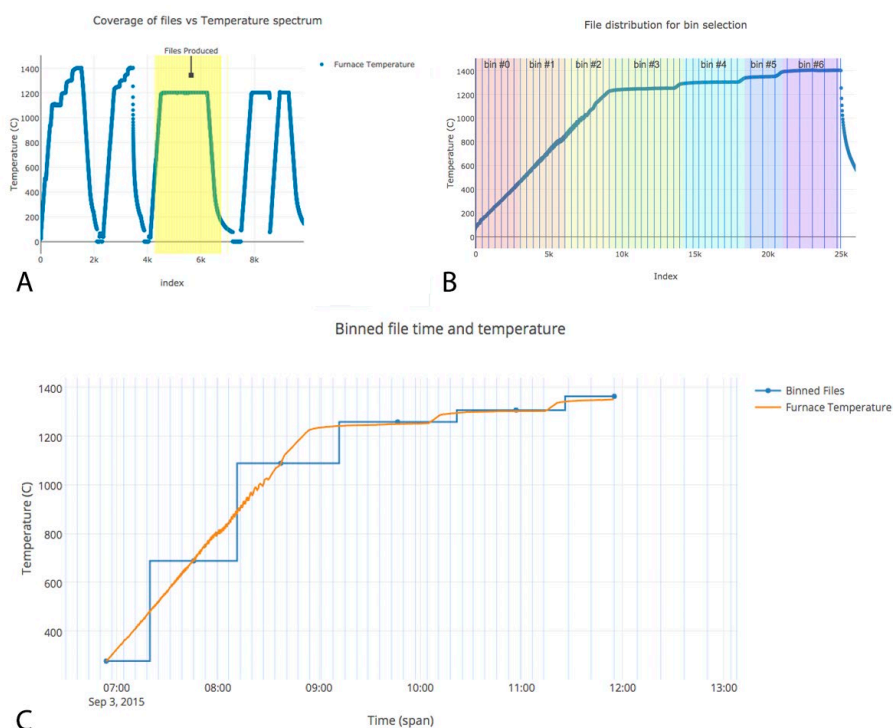 Coverage of files vs Temperature spectrum
Files Produced
Furnace Temperature
1400
1200
1000
800
600
400
200
0
Temperature (C)
0 2k 4k 6k 8k
index
A
File distribution for bin selection
bin #0 bin #1 bin #2 bin #3 bin #4 bin #5 bin #6
1400
1200
1000
800
600
400
200
0
Temperature (C)
0 5k 10k 15k 20k 25k
Index
B
Binned file time and temperature
Binned Files
Furnace Temperature
1400
1200
1000
800
600
400
Temperature (C)
07:00 08:00 09:00 10:00 11:00 12:00 13:00
Sep 3, 2015
Time (span)
C